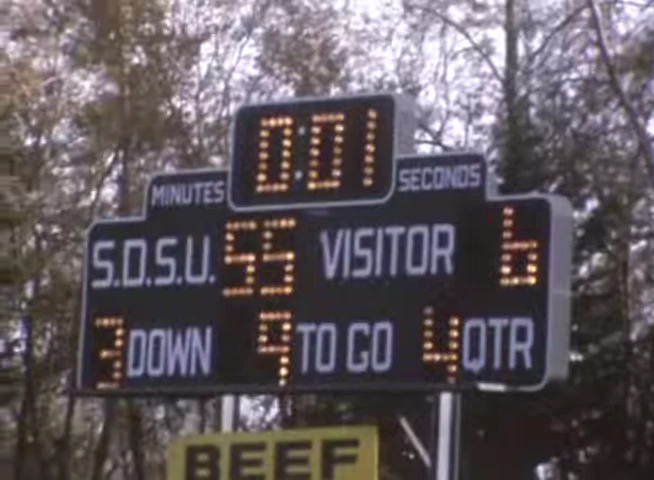 0:01
MINUTES SECONDS
S.D.S.U. 55 VISITOR 6
3 DOWN 9 TO GO 4 QTR
BEEF